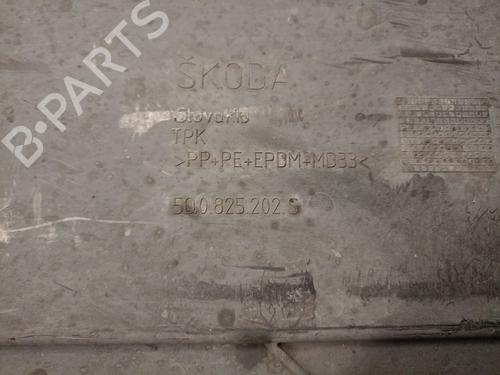 B-PARTS
ŠKODA
Slovakia
TPK
>PP+PE+EPDM+MD33<
5Q0.825.202.S